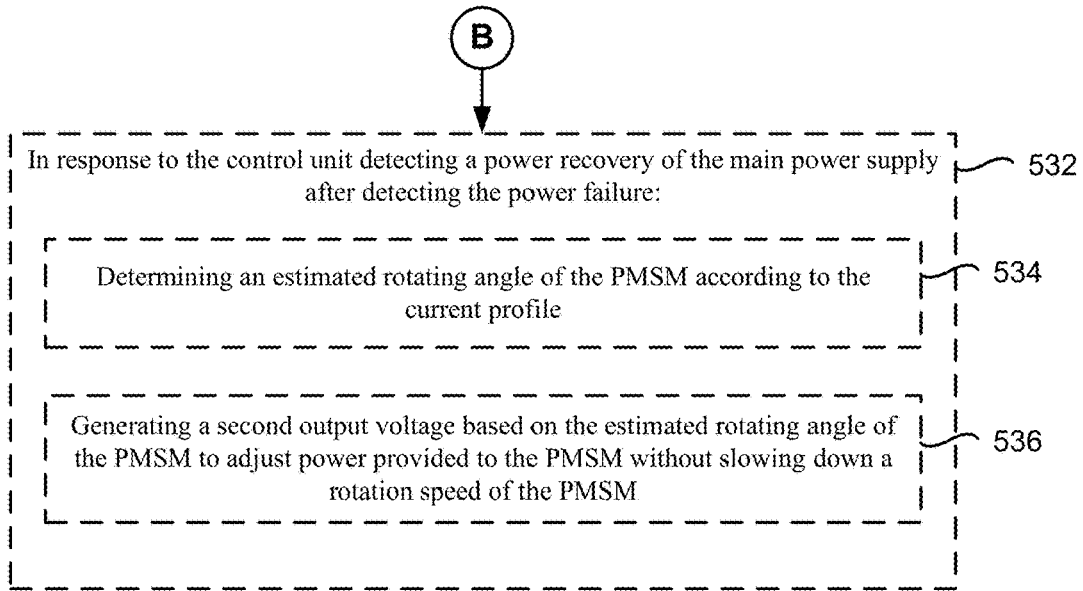 B
In response to the control unit detecting a power recovery of the main power supply
after detecting the power failure:
532
Determining an estimated rotating angle of the PMSM according to the
current profile
534
Generating a second output voltage based on the estimated rotating angle of
the PMSM to adjust power provided to the PMSM without slowing down a
rotation speed of the PMSM
536